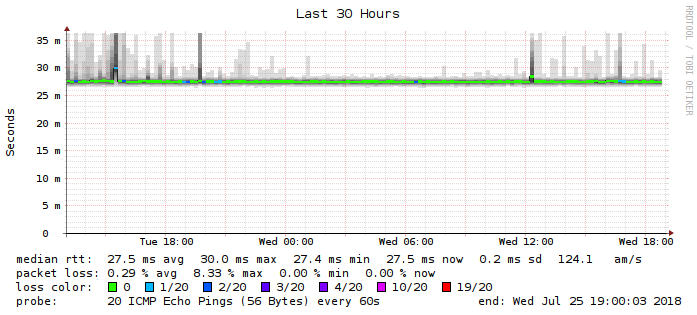 Last 30 Hours
RRDTOOL / TOBI OETIKER
Seconds
35 m
30 m
25 m
20 m
15 m
10 m
5 m
0
Tue 18:00 Wed 00:00 Wed 06:00 Wed 12:00 Wed 18:00
median rtt: 27.5 ms avg 30.0 ms max 27.4 ms min 27.5 ms now 0.2 ms sd 124.1 am/s
packet loss: 0.29 % avg 8.33 % max 0.00 % min 0.00 % now
loss color: 0 1/20 2/20 3/20 4/20 10/20 19/20
probe: 20 ICMP Echo Pings (56 Bytes) every 60s end: Wed Jul 25 19:00:03 2018